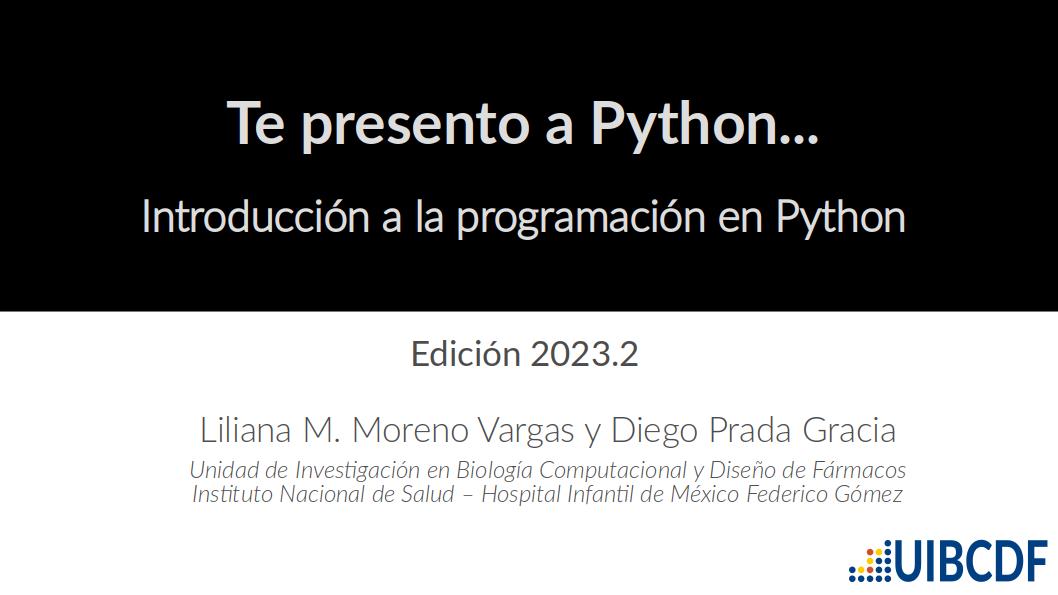 Te presento a Python...
Introducción a la programación en Python
Edición 2023.2
Liliana M. Moreno Vargas y Diego Prada Gracia
Unidad de Investigación en Biología Computacional y Diseño de Fármacos
Instituto Nacional de Salud – Hospital Infantil de México Federico Gómez
UIBCDF